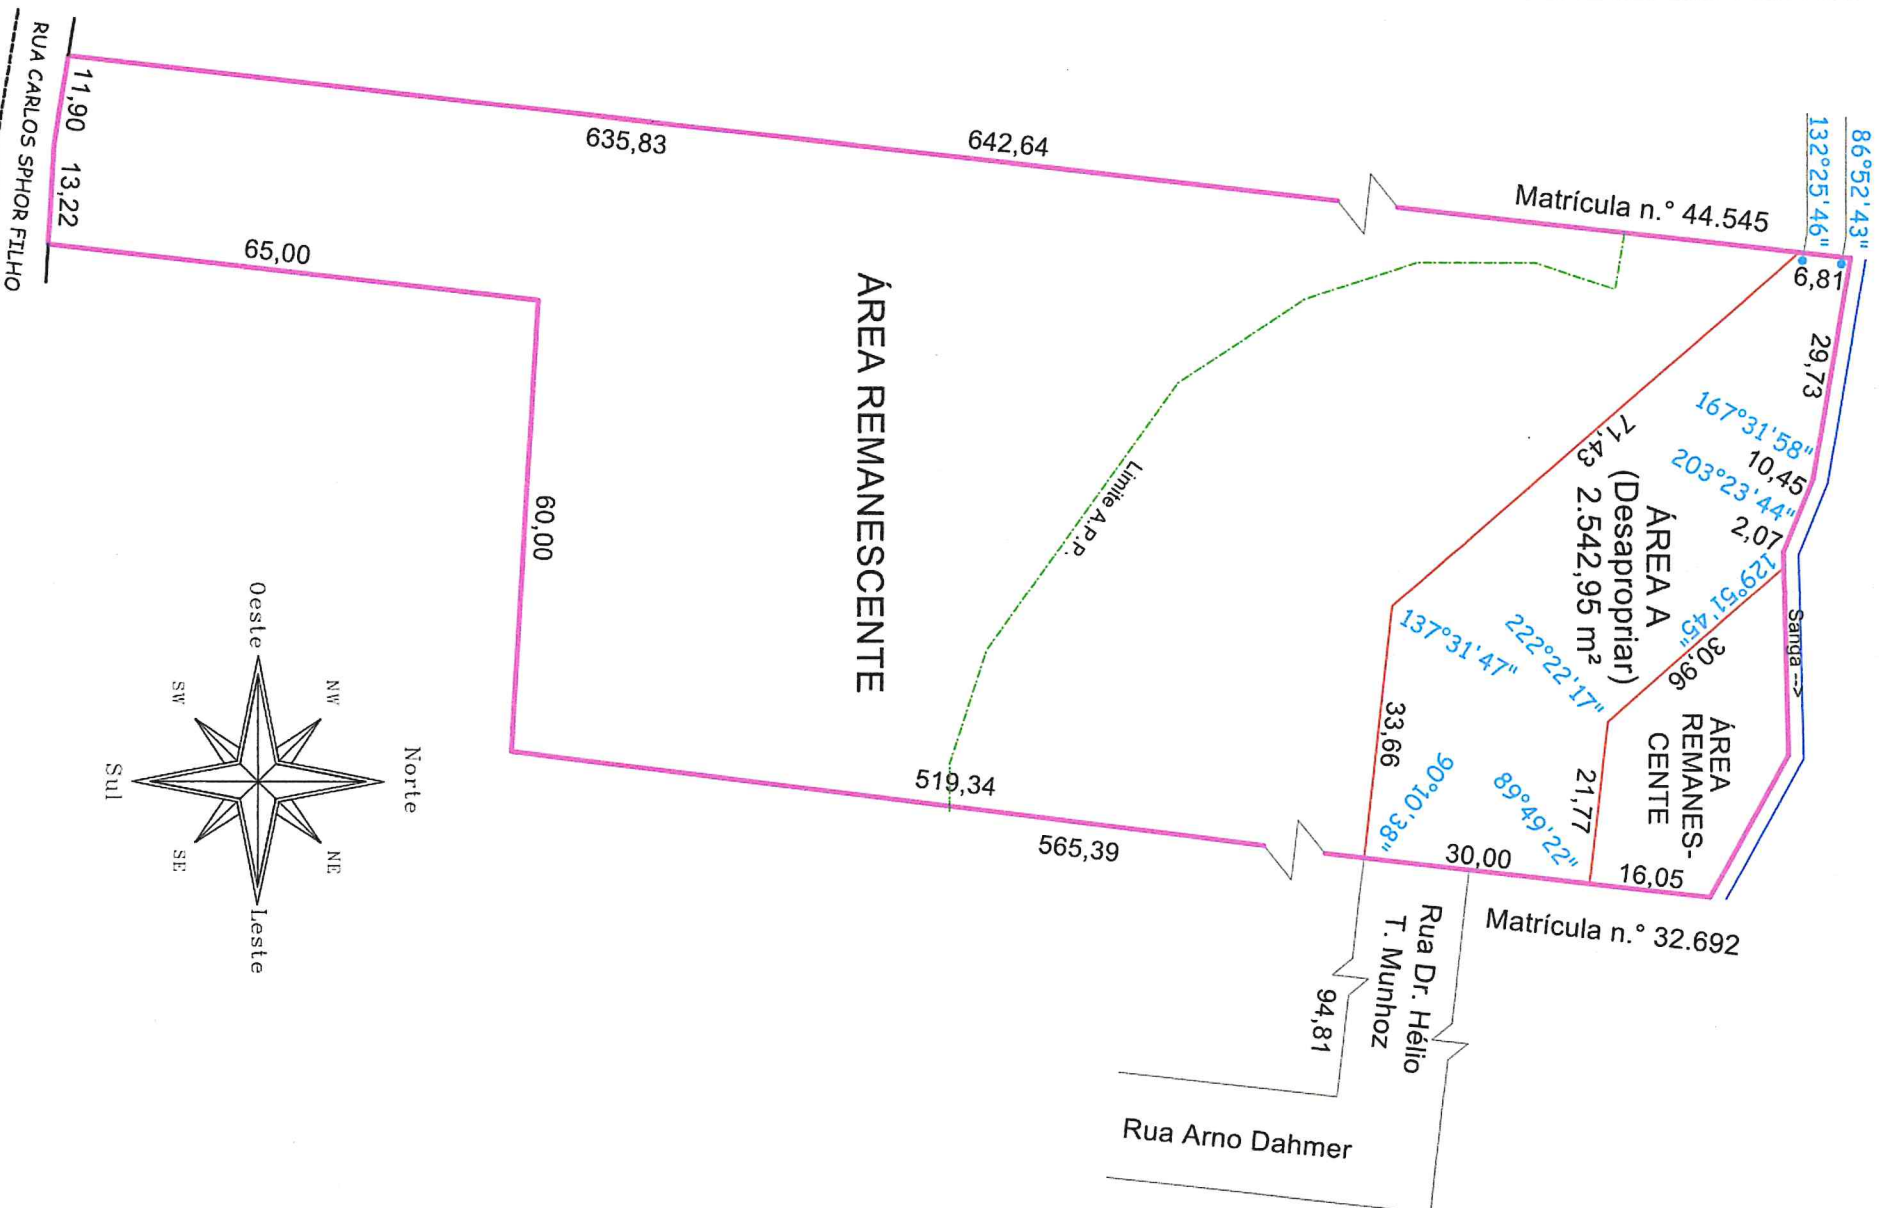 RUA CARLOS SPHOR FILHO
11,90
13,22
635,83
642,64
Matrícula n.° 44.545
132°25'46"
86°52'43"
6,81
29,73
65,00
60,00
ÁREA REMANESCENTE
Limite A.P.P.
167°31'58"
10,45
203°23'44"
2,07
129°51'45"
Sanga -->
71,43
ÁREA A
(Desapropriar)
2.542,95 m²
30,96
222°22'17"
137°31'47"
33,66
90°10'38"
89°49'22"
21,77
ÁREA
REMANES-
CENTE
16,05
30,00
519,34
565,39
Matrícula n.° 32.692
Rua Dr. Hélio
T. Munhoz
94,81
Rua Arno Dahmer
Norte
NE
Leste
SE
Sul
SW
Oeste
NW